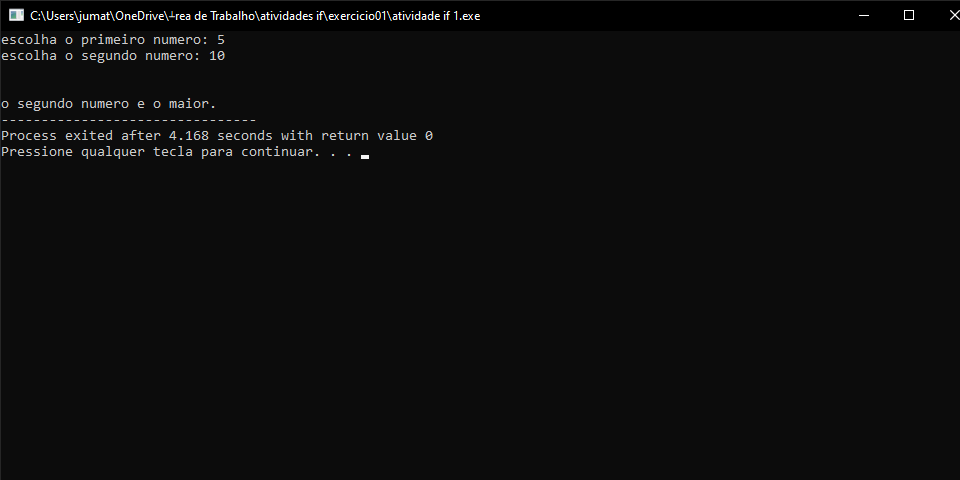 C:\Users\jumat\OneDrive\┴rea de Trabalho\atividades if\exercicio01\atividade if 1.exe
escolha o primeiro numero: 5
escolha o segundo numero: 10
o segundo numero e o maior.
--------------------------------
Process exited after 4.168 seconds with return value 0
Pressione qualquer tecla para continuar. . .